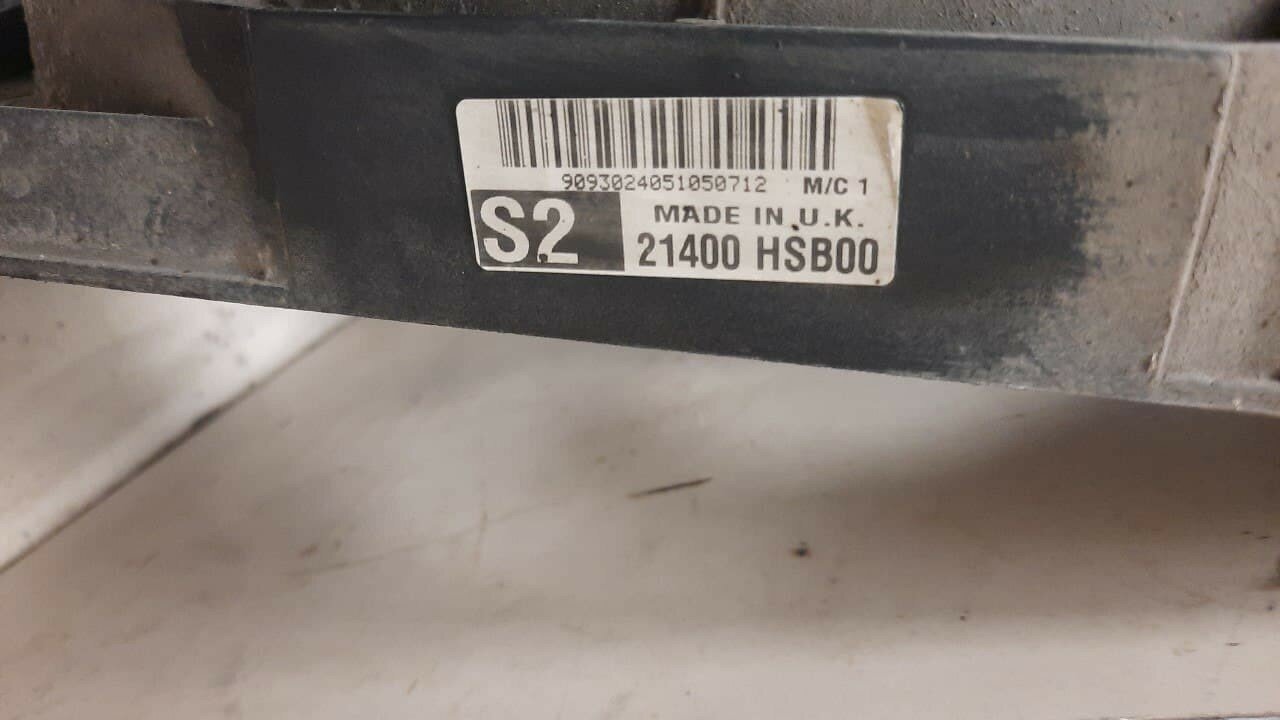 9093024051050712 M/C 1
S2
MADE IN U.K.
21400 HSB00